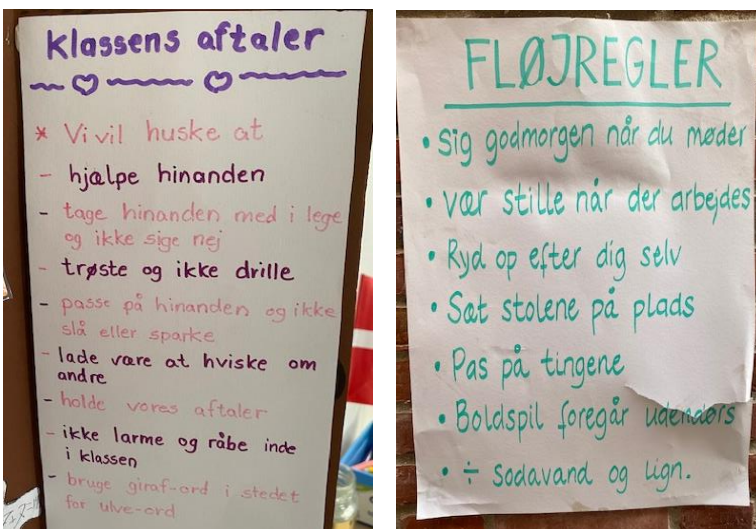 klassens aftaler
* Vi vil huske at
- hjælpe hinanden
- tage hinanden med i lege
og ikke sige nej
- trøste og ikke drille
- passe på hinanden og ikke
slå eller sparke
- lade være at hviske om
andre
- holde vores aftaler
- ikke larme og råbe inde
i klassen
- bruge giraf-ord i stedet
for ulve-ord
FLØJREGLER
• Sig godmorgen når du møder
• vær stille når der arbejdes
• Ryd op efter dig selv
• Sæt stolene på plads
• Pas på tingene
• Boldspil foregår udendørs
• ÷ sodavand og lign.